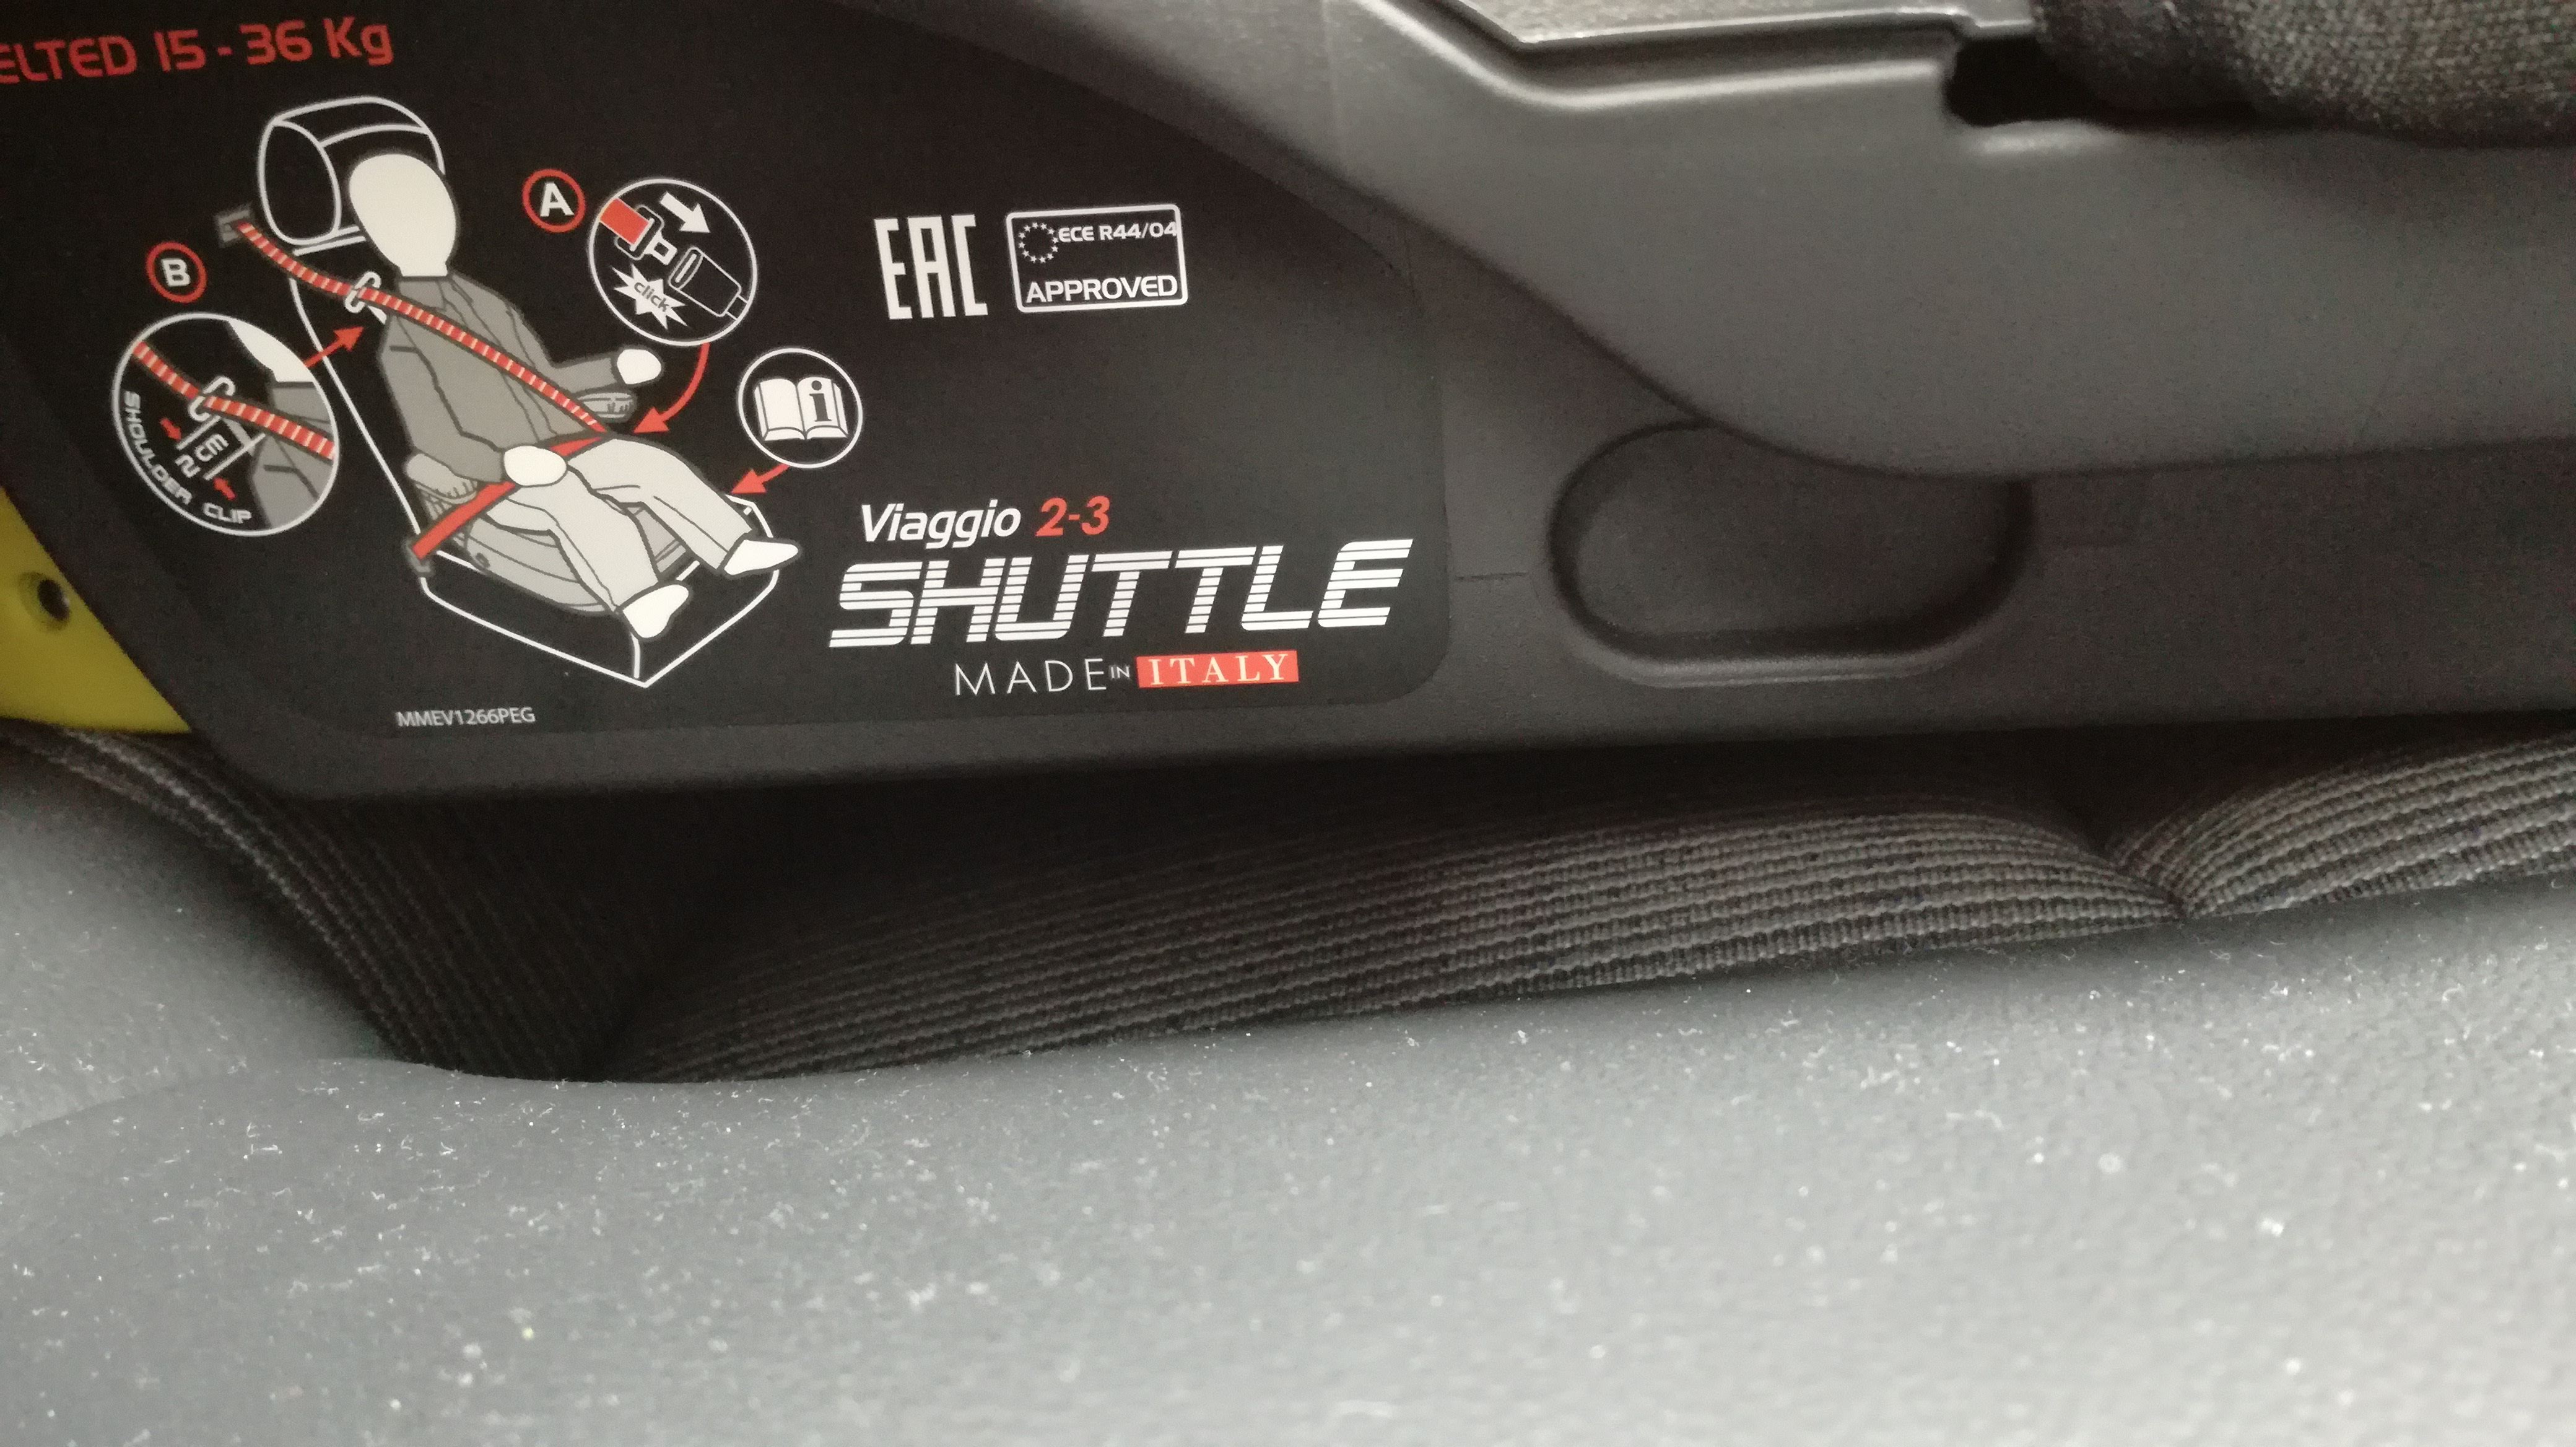 ELTED 15 - 36 Kg
A
click
B
SHOULDER CLIP
2 CM
EAC
ECE R44/04
APPROVED
i
Viaggio 2-3
SHUTTLE
MADE IN ITALY
MMEV1266PEG